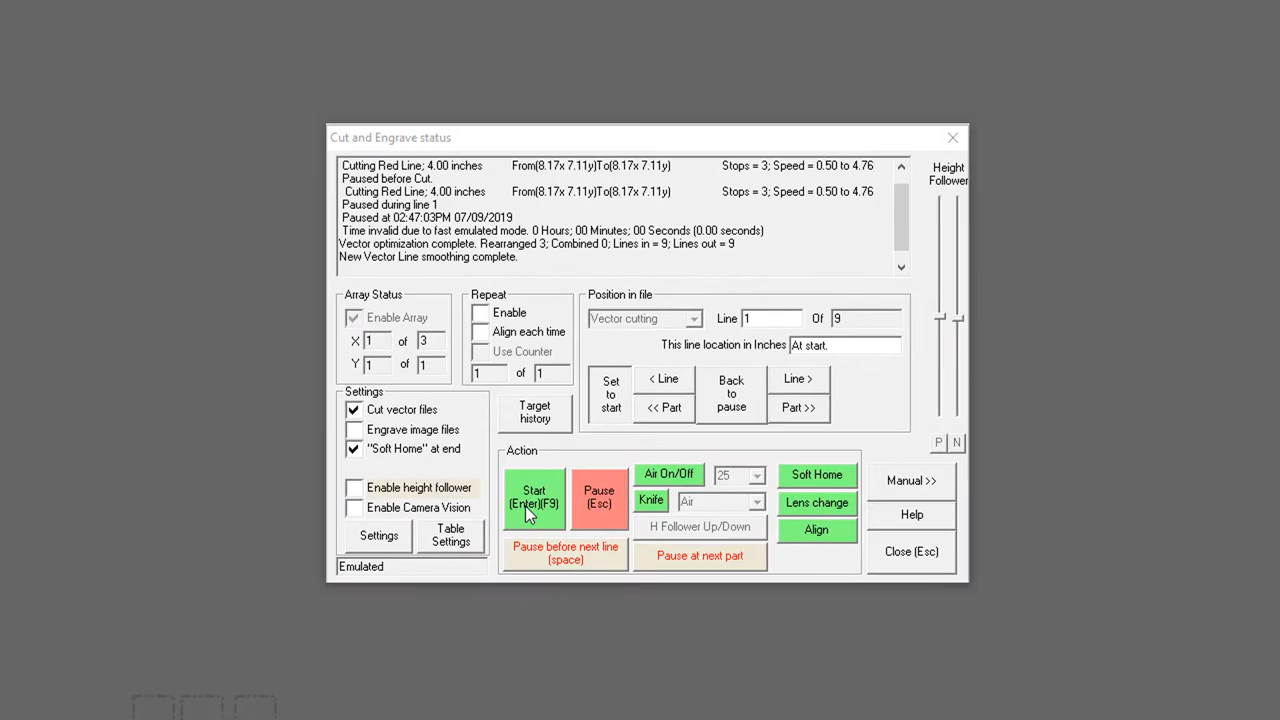 Cut and Engrave status
Cutting Red Line; 4.00 inches From(8.17x 7.11y)To(8.17x 7.11y) Stops = 3; Speed = 0.50 to 4.76
Paused before Cut.
Cutting Red Line; 4.00 inches From(8.17x 7.11y)To(8.17x 7.11y) Stops = 3; Speed = 0.50 to 4.76
Paused during line 1
Paused at 02:47:03PM 07/09/2019
Time invalid due to fast emulated mode. 0 Hours; 00 Minutes; 00 Seconds (0.00 seconds)
Vector optimization complete. Rearranged 3; Combined 0; Lines in = 9; Lines out = 9
New Vector Line smoothing complete.
Height
Follower
Array Status
Enable Array
X 1 of 3
Y 1 of 1
Repeat
Enable
Align each time
Use Counter
1 of 1
Position in file
Vector cutting Line 1 Of 9
This line location in Inches At start.
Set
to
start
< Line
<< Part
Back
to
pause
Line >
Part >>
Settings
Cut vector files
Engrave image files
"Soft Home" at end
Enable height follower
Enable Camera Vision
Settings
Table
Settings
Emulated
Target
history
Action
Start
(Enter)(F9)
Pause
(Esc)
Air On/Off 25
Knife Air
H Follower Up/Down
Pause before next line
(space)
Pause at next part
Soft Home
Lens change
Align
P N
Manual >>
Help
Close (Esc)